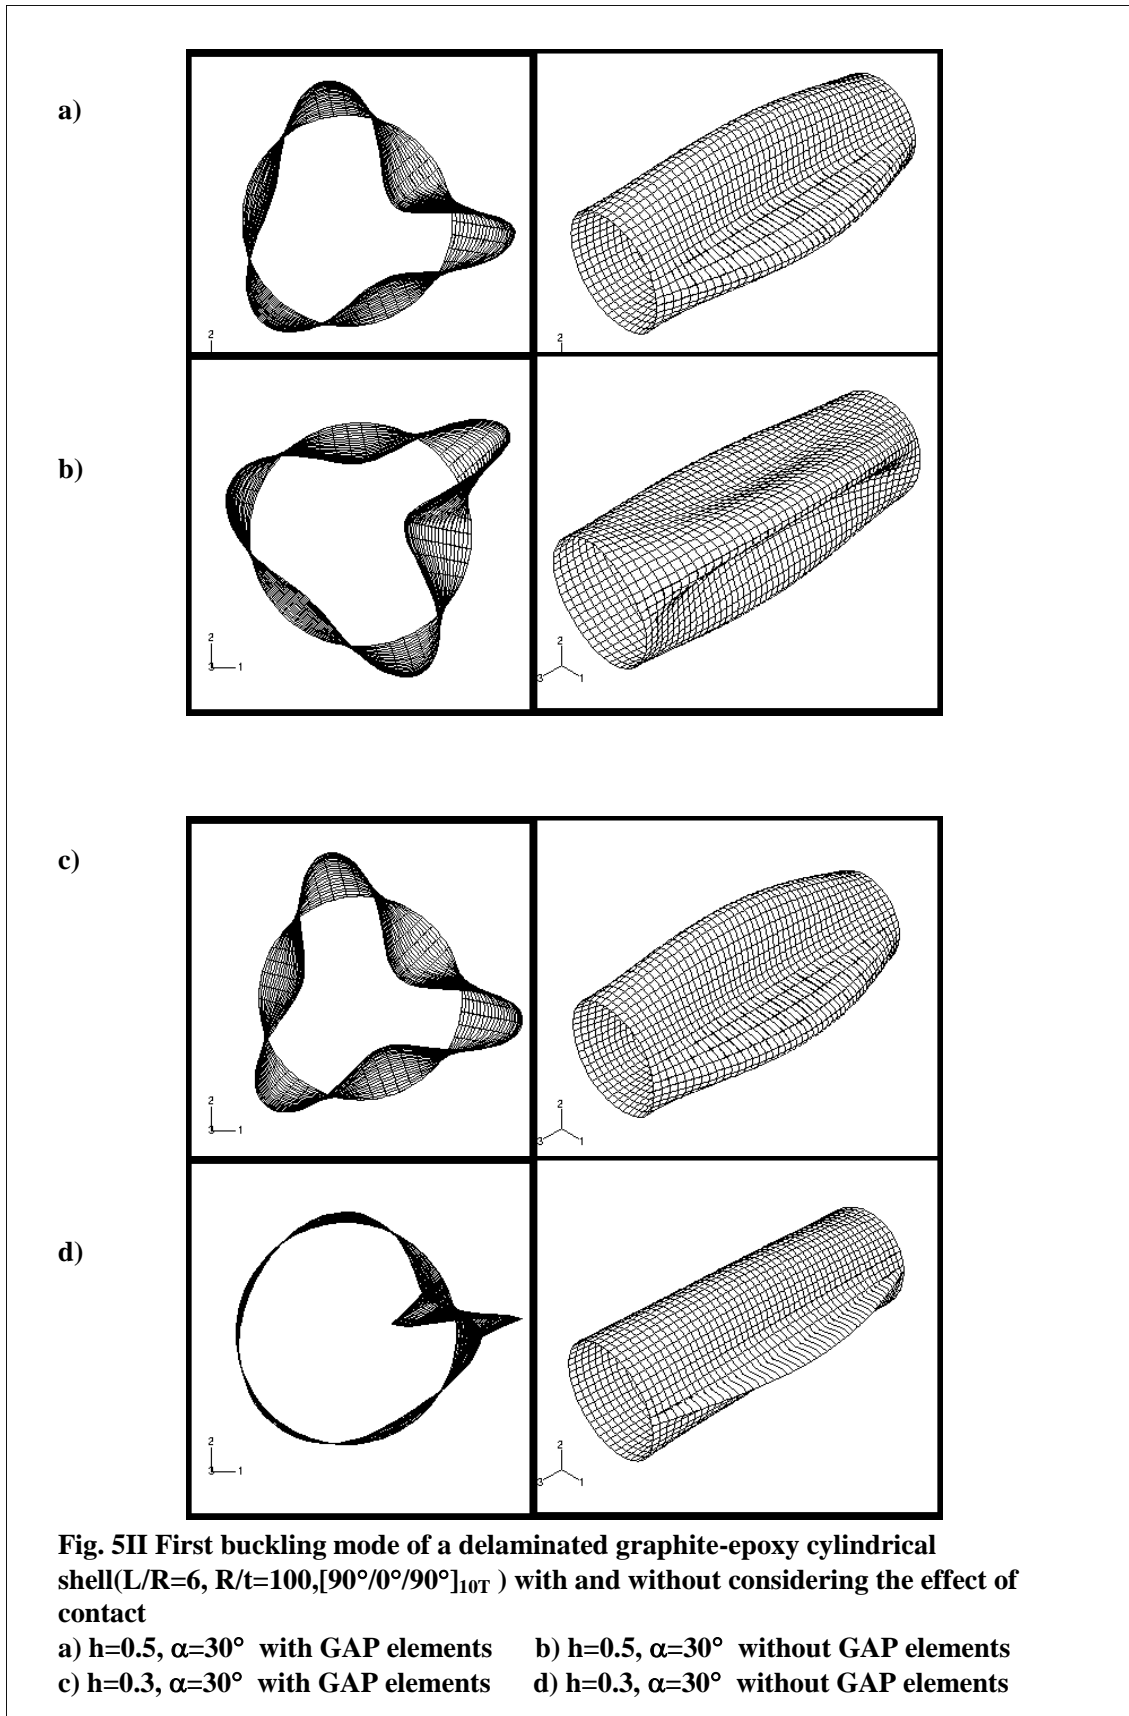 a)
2
2
b)
2
3 1
2
3 1
c)
2
3 1
2
3 1
d)
2
3 1
2
3 1
Fig. 5II First buckling mode of a delaminated graphite-epoxy cylindrical
shell(L/R=6, R/t=100,[90°/0°/90°]10T ) with and without considering the effect of
contact
a) h=0.5, α=30° with GAP elements b) h=0.5, α=30° without GAP elements
c) h=0.3, α=30° with GAP elements d) h=0.3, α=30° without GAP elements